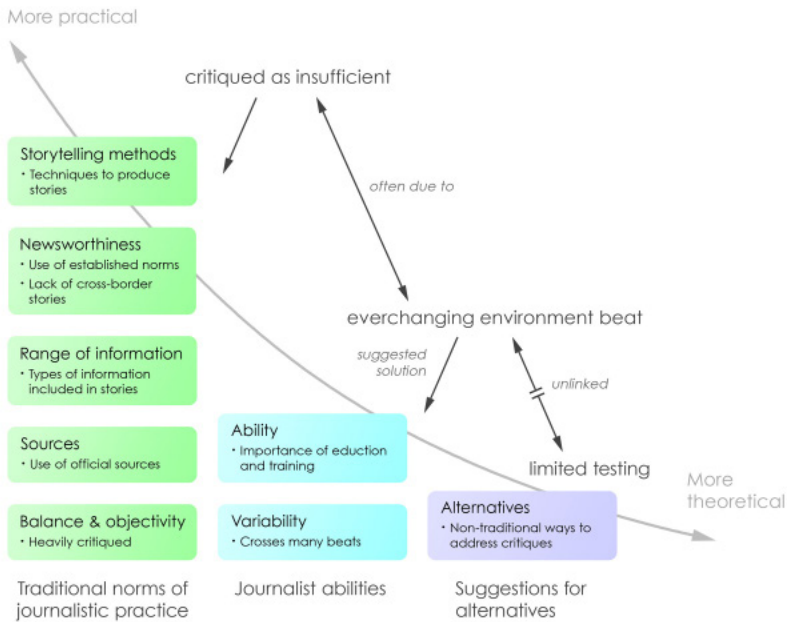 More practical
critiqued as insufficient
Storytelling methods
· Techniques to produce
stories
often due to
Newsworthiness
· Use of established norms
· Lack of cross-border
stories
everchanging environment beat
Range of information
· Types of information
included in stories
suggested
solution
unlinked
Sources
· Use of official sources
Ability
· Importance of eduction
and training
limited testing
More
theoretical
Balance & objectivity
· Heavily critiqued
Variability
· Crosses many beats
Alternatives
· Non-traditional ways to
address critiques
Traditional norms of
journalistic practice
Journalist abilities
Suggestions for
alternatives